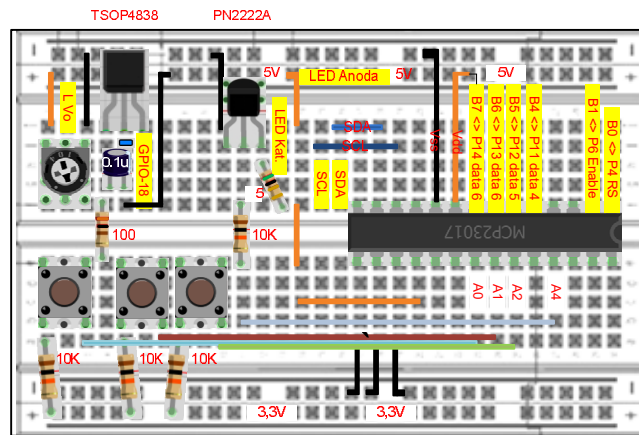 TSOP4838
PN2222A
5V
LED Anoda
5V
5V
L Vo
0.1u
GPIO-18
LED Kat.
SDA
SCL
SCL
SDA
Vss
Vdd
B7 <> P14 data 6
B6 <> P13 data 6
B5 <> P12 data 5
B4 <> P11 data 4
B1 <> P6 Enable
B0 <> P4 RS
5
100
10K
MCP23017
A0
A1
A2
A4
10K
10K
10K
3,3V
3,3V